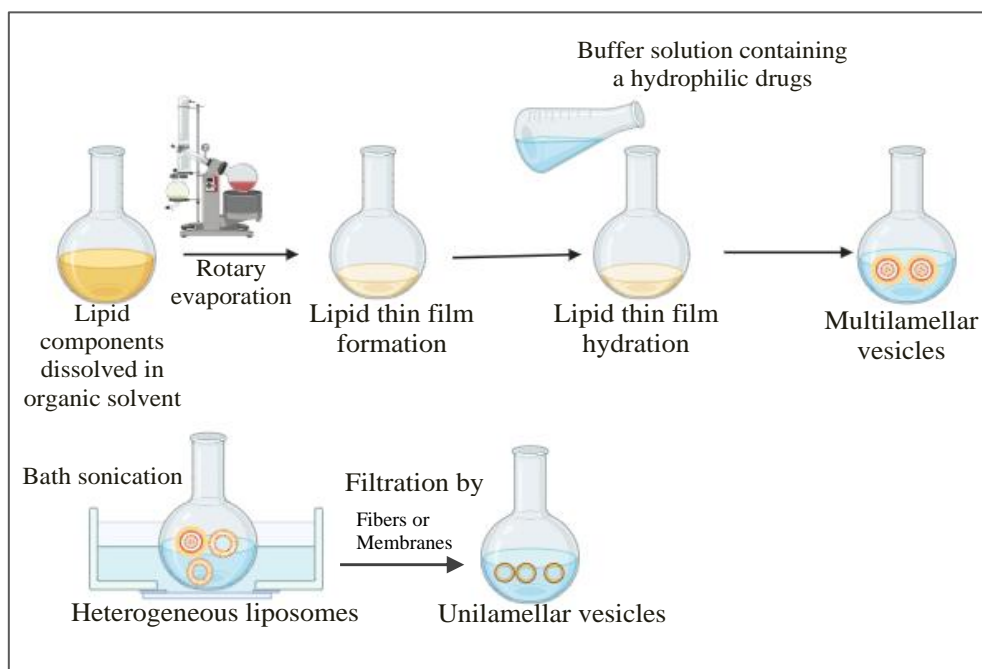 Buffer solution containing
a hydrophilic drugs
Rotary
evaporation
Lipid
components
dissolved in
organic solvent
Lipid thin film
formation
Lipid thin film
hydration
Multilamellar
vesicles
Bath sonication
Filtration by
Fibers or
Membranes
Heterogeneous liposomes
Unilamellar vesicles